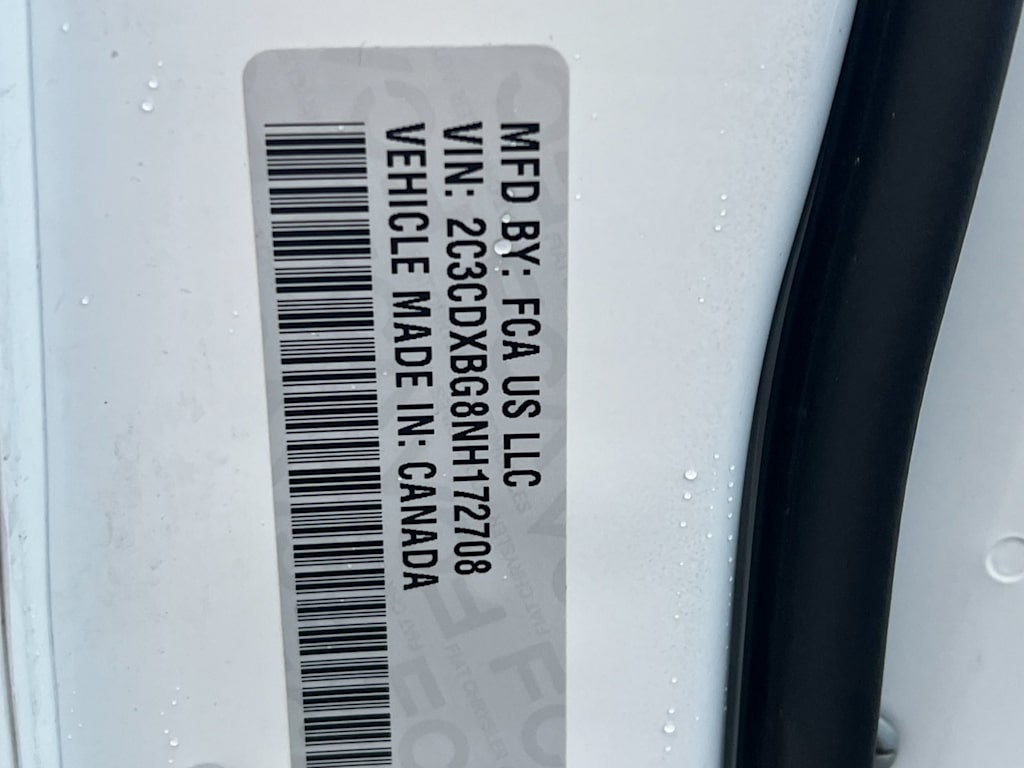 MFD BY: FCA US LLC
VIN: 2C3CDXBG8NH172708
VEHICLE MADE IN: CANADA